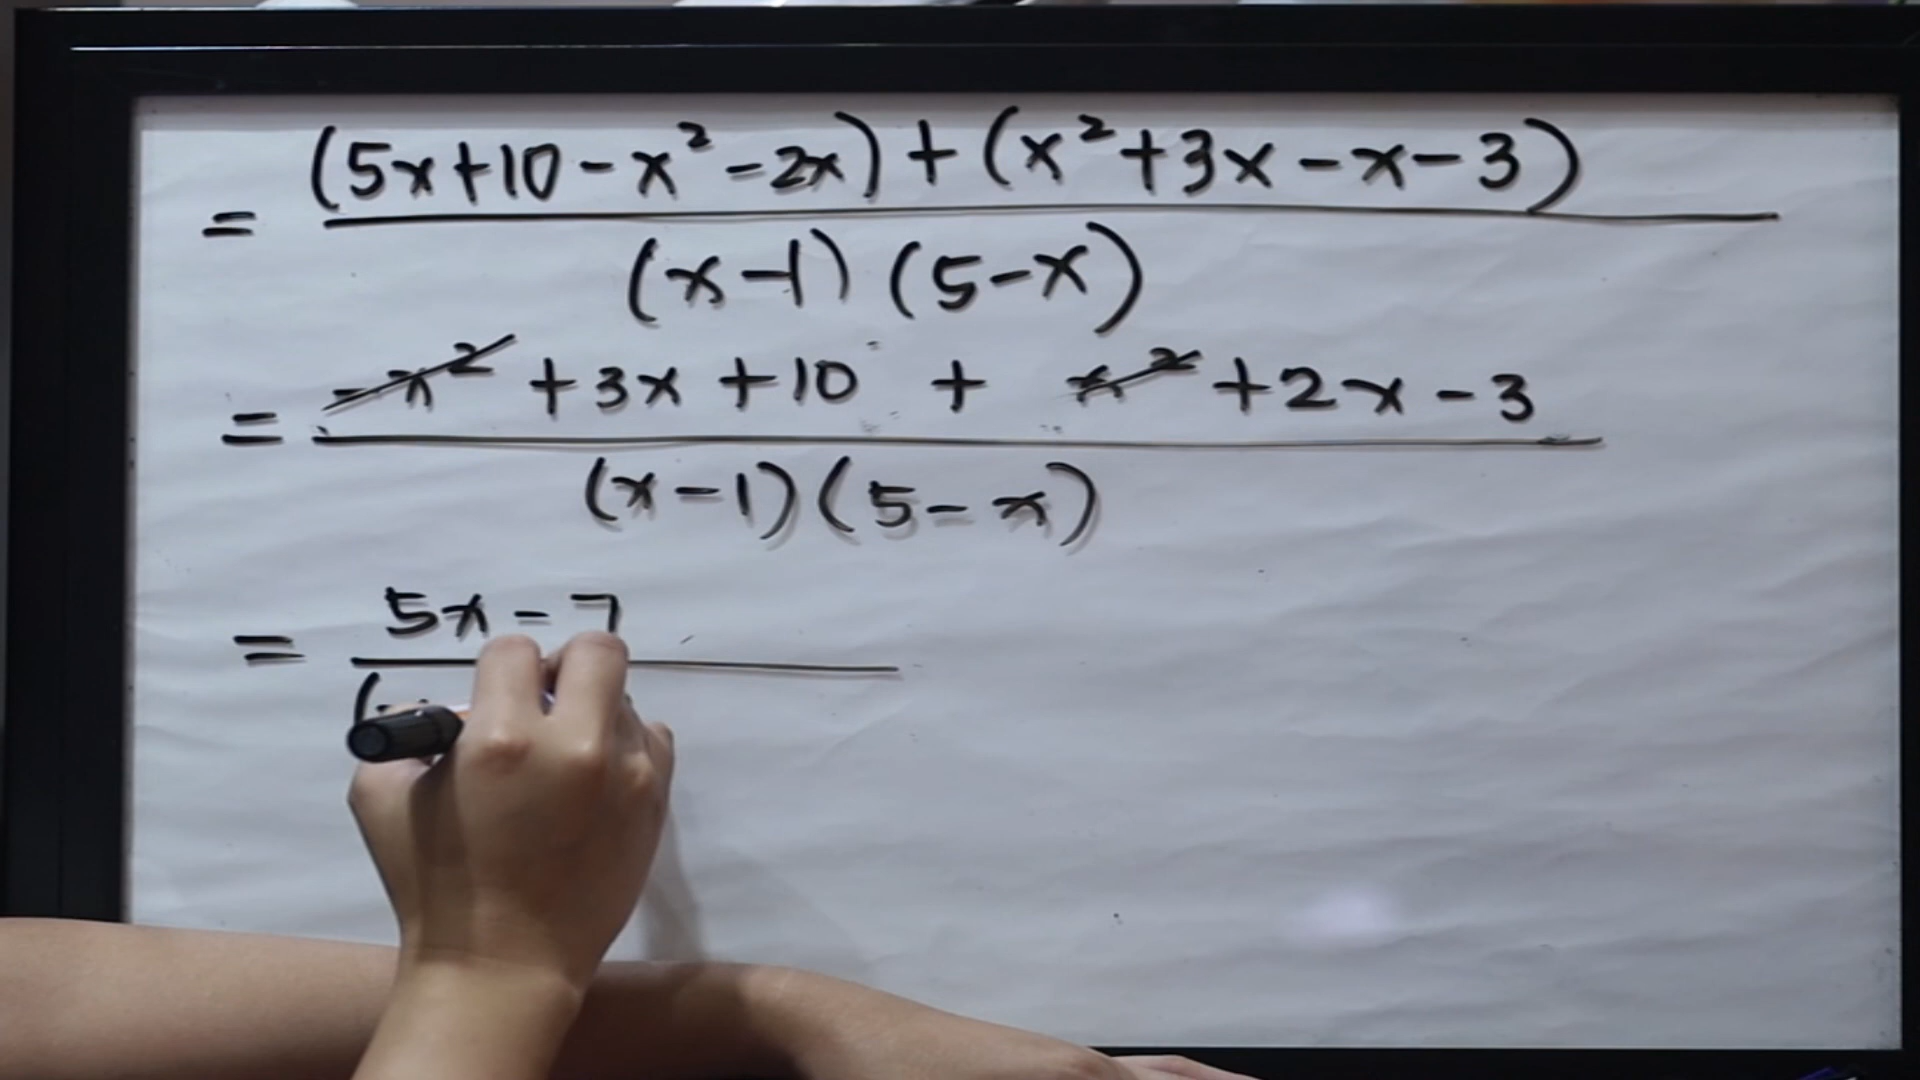 (5x+10-x²-2x)+(x²+3x-x-3)
=
(x-1)(5-x)
-x²+3x+10 + x²+2x-3
=
(x-1)(5-x)
5x-7
=
(